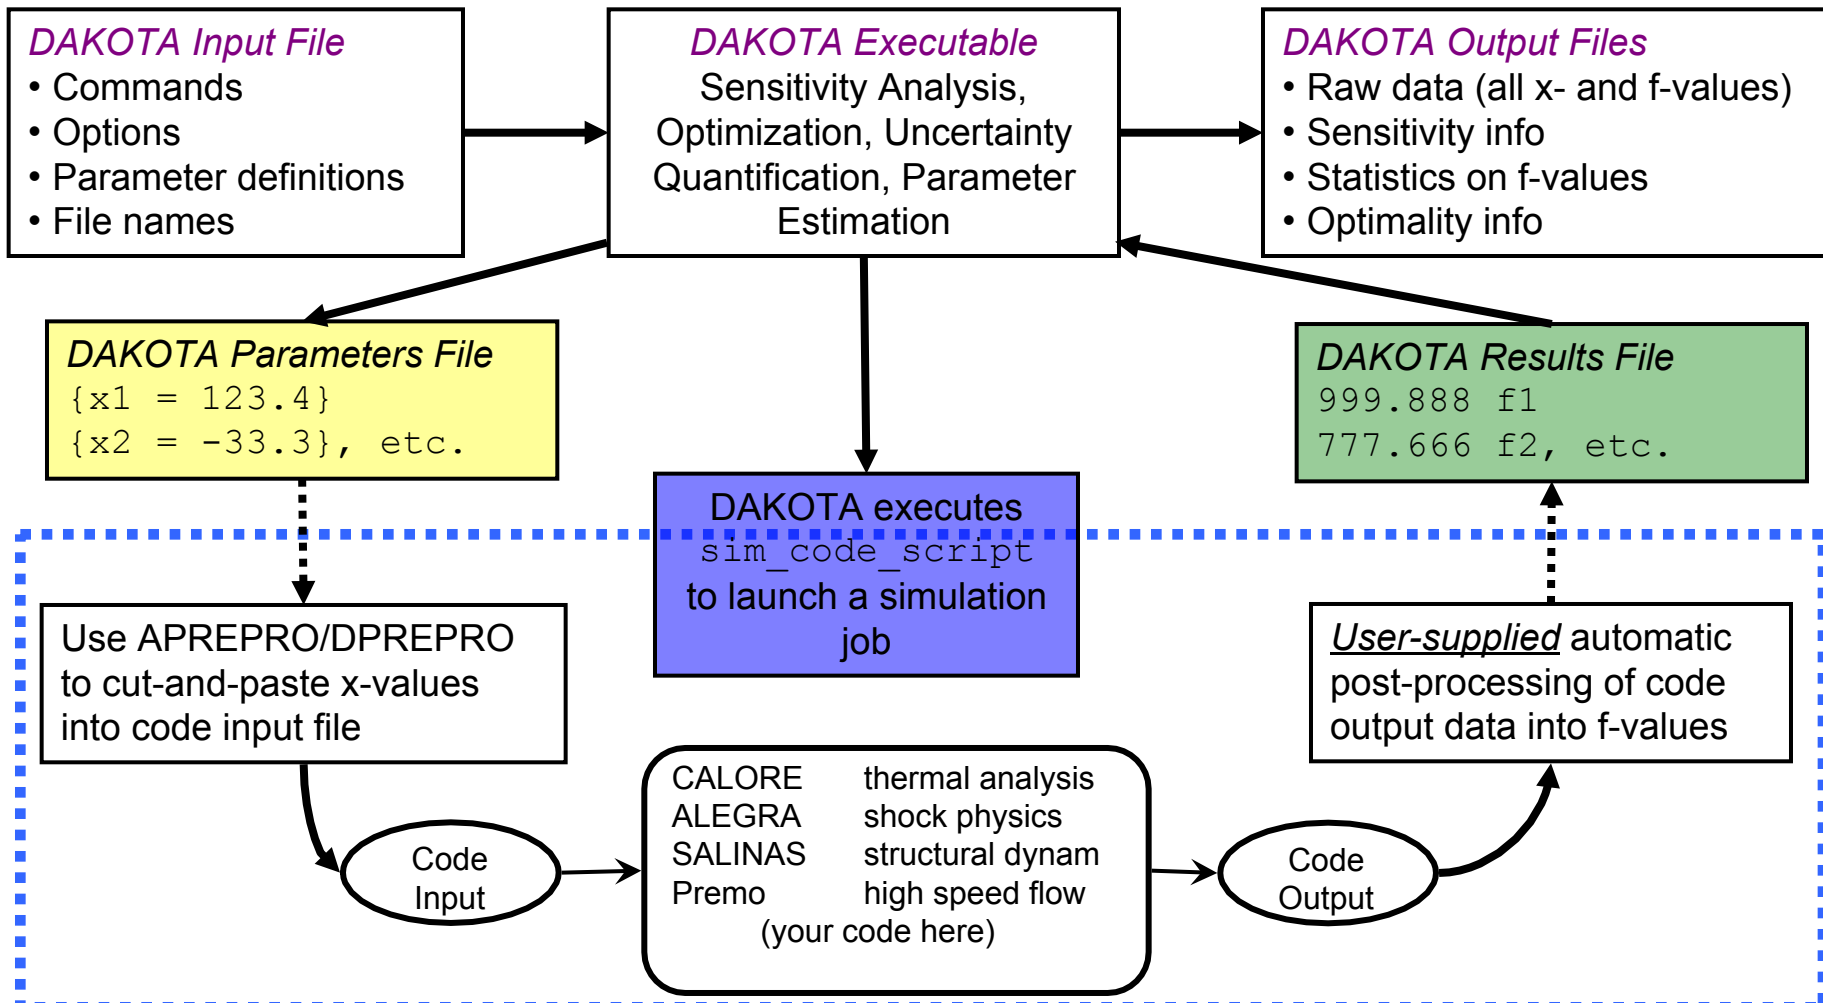 DAKOTA Input File
• Commands
• Options
• Parameter definitions
• File names
DAKOTA Executable
Sensitivity Analysis,
Optimization, Uncertainty
Quantification, Parameter
Estimation
DAKOTA Output Files
• Raw data (all x- and f-values)
• Sensitivity info
• Statistics on f-values
• Optimality info
DAKOTA Parameters File
{x1 = 123.4}
{x2 = -33.3}, etc.
DAKOTA executes
sim_code_script
to launch a simulation
job
DAKOTA Results File
999.888 f1
777.666 f2, etc.
Use APREPRO/DPREPRO
to cut-and-paste x-values
into code input file
User-supplied automatic
post-processing of code
output data into f-values
Code
Input
CALORE thermal analysis
ALEGRA shock physics
SALINAS structural dynam
Premo high speed flow
(your code here)
Code
Output